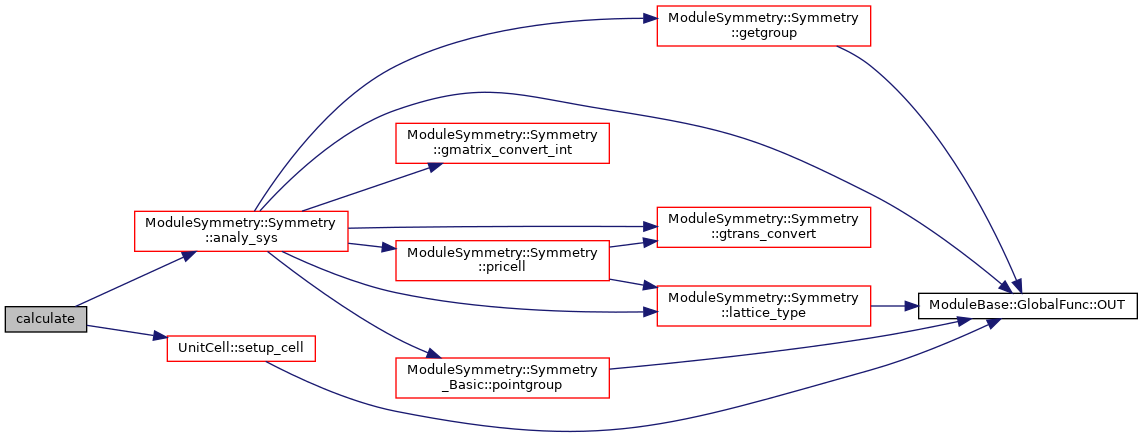 ModuleSymmetry::Symmetry
::getgroup
ModuleSymmetry::Symmetry
::gmatrix_convert_int
ModuleSymmetry::Symmetry
::analy_sys
ModuleSymmetry::Symmetry
::gtrans_convert
ModuleSymmetry::Symmetry
::pricell
ModuleSymmetry::Symmetry
::lattice_type
ModuleBase::GlobalFunc::OUT
calculate
UnitCell::setup_cell
ModuleSymmetry::Symmetry
_Basic::pointgroup